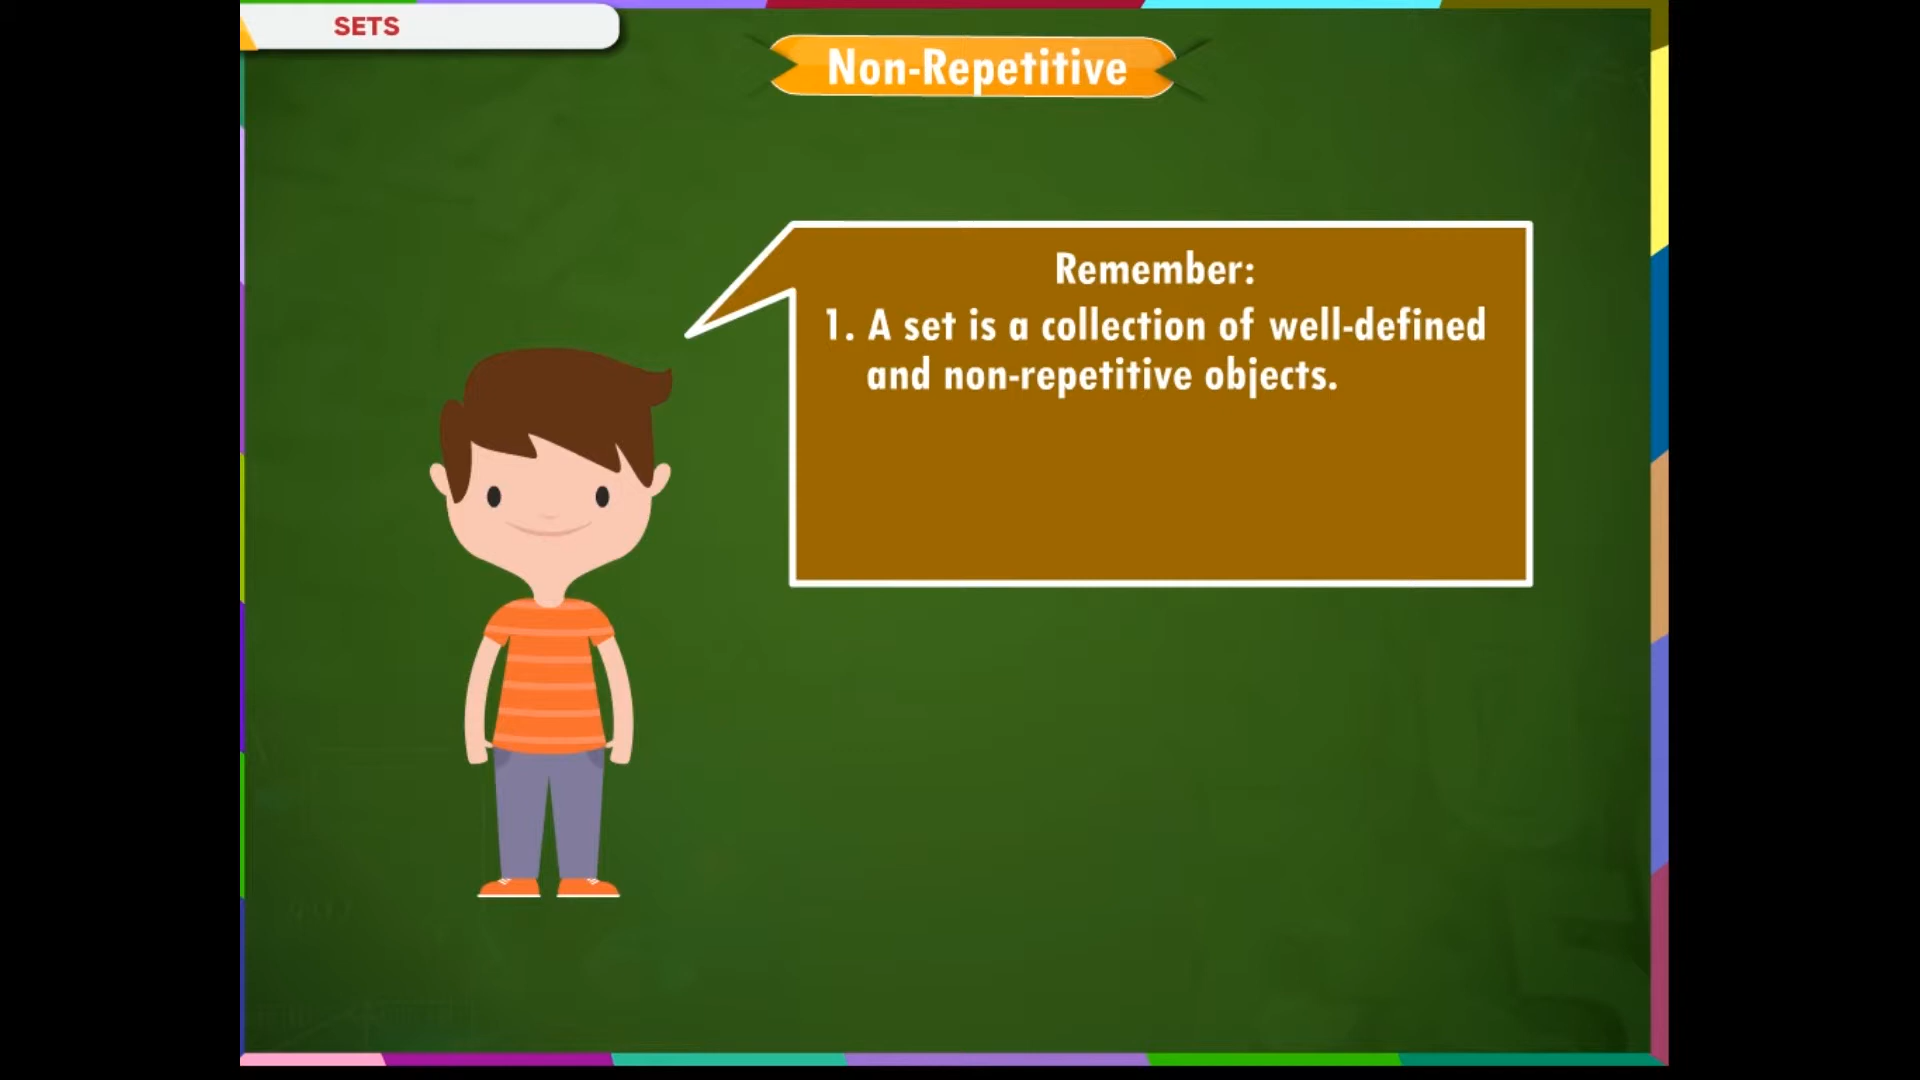 SETS
Non-Repetitive
Remember:
1. A set is a collection of well-defined
and non-repetitive objects.